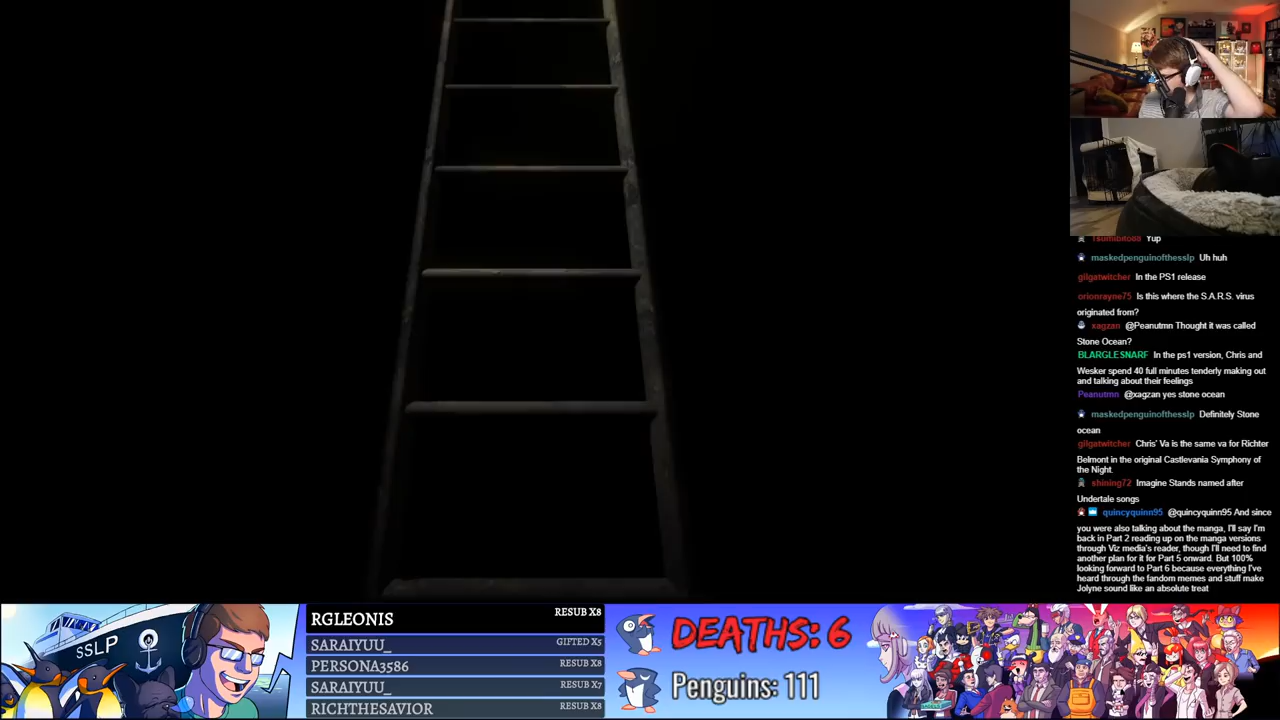 Tsumibito88 Yup
maskedpenguinofthesslp Uh huh
gilgatwitcher In the PS1 release
orionrayne75 Is this where the S.A.R.S. virus
originated from?
xagzan @Peanutmn Thought it was called
Stone Ocean?
BLARGLESNARF In the ps1 version, Chris and
Wesker spend 40 full minutes tenderly making out
and talking about their feelings
Peanutmn @xagzan yes stone ocean
maskedpenguinofthesslp Definitely Stone
ocean
gilgatwitcher Chris' Va is the same va for Richter
Belmont in the original Castlevania Symphony of
the Night.
shining72 Imagine Stands named after
Undertale songs
quincyquinn95 @quincyquinn95 And since
you were also talking about the manga, I'll say I'm
back in Part 2 reading up on the manga versions
through Viz media's reader, though I'll need to find
another plan for it for Part 5 onward. But 100%
looking forward to Part 6 because everything I've
heard through the fandom memes and stuff make
Jolyne sound like an absolute treat
SSLP
RGLEONIS RESUB X8
SARAIYUU_ GIFTED X5
PERSONA3586 RESUB X8
SARAIYUU_ RESUB X7
RICHTHESAVIOR RESUB X8
DEATHS: 6
Penguins: 111